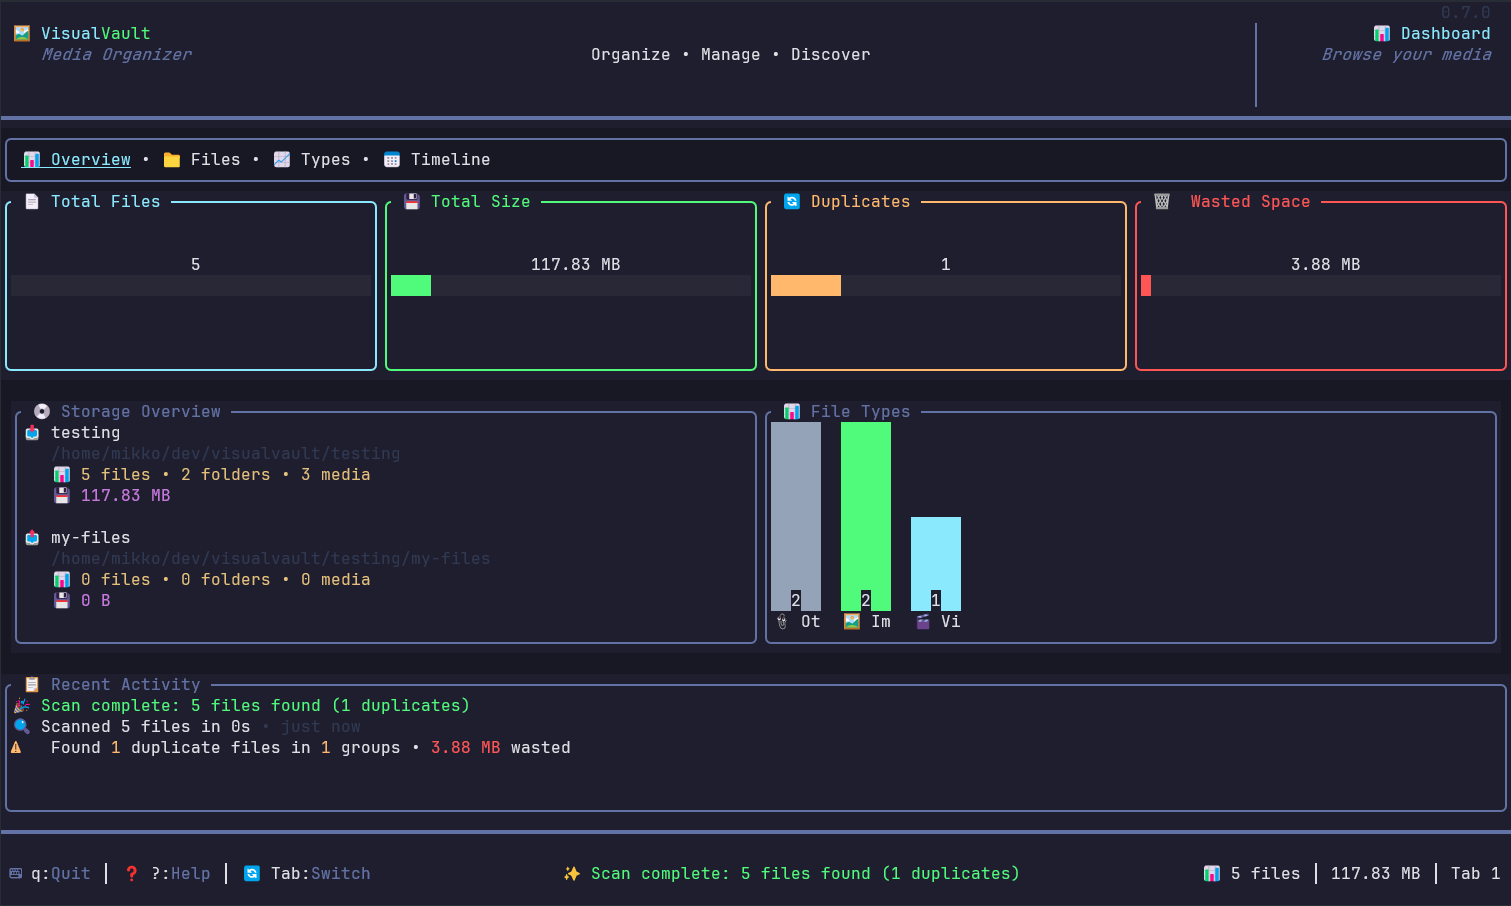 0.7.0
VisualVault
Media Organizer
Organize • Manage • Discover
Dashboard
Browse your media
Overview • Files • Types • Timeline
Total Files
5
Total Size
117.83 MB
Duplicates
1
Wasted Space
3.88 MB
Storage Overview
testing
/home/mikko/dev/visualvault/testing
5 files • 2 folders • 3 media
117.83 MB
my-files
/home/mikko/dev/visualvault/testing/my-files
0 files • 0 folders • 0 media
0 B
File Types
2 2 1
Ot Im Vi
Recent Activity
Scan complete: 5 files found (1 duplicates)
Scanned 5 files in 0s • just now
Found 1 duplicate files in 1 groups • 3.88 MB wasted
q:Quit │ ?:Help │ Tab:Switch
Scan complete: 5 files found (1 duplicates)
5 files │ 117.83 MB │ Tab 1